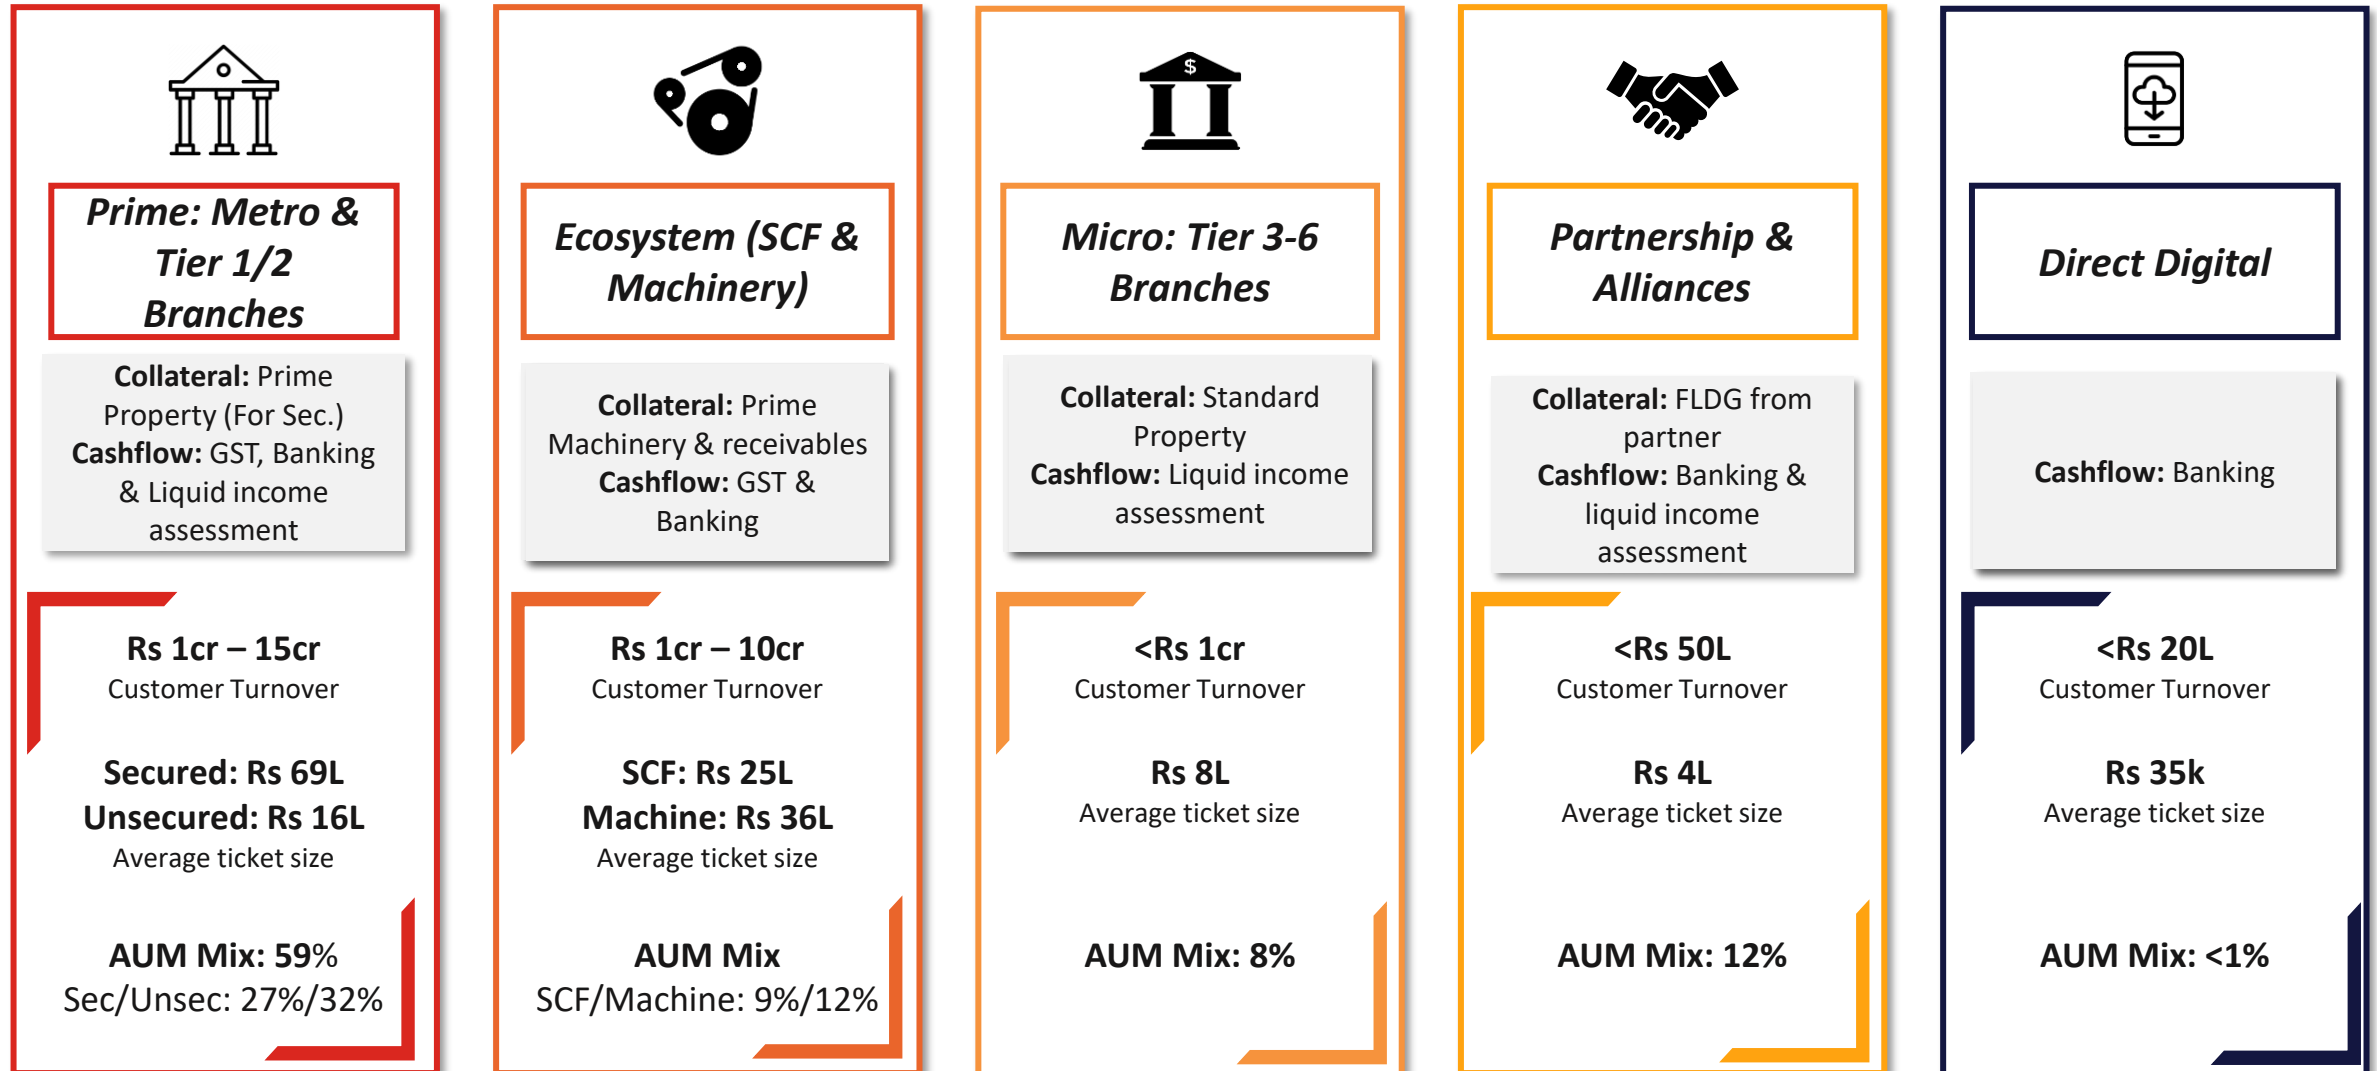 Prime: Metro &
Tier 1/2
Branches
Collateral: Prime
Property (For Sec.)
Cashflow: GST, Banking
& Liquid income
assessment
Rs 1cr – 15cr
Customer Turnover
Secured: Rs 69L
Unsecured: Rs 16L
Average ticket size
AUM Mix: 59%
Sec/Unsec: 27%/32%
Ecosystem (SCF &
Machinery)
Collateral: Prime
Machinery & receivables
Cashflow: GST &
Banking
Rs 1cr – 10cr
Customer Turnover
SCF: Rs 25L
Machine: Rs 36L
Average ticket size
AUM Mix
SCF/Machine: 9%/12%
$
Micro: Tier 3-6
Branches
Collateral: Standard
Property
Cashflow: Liquid income
assessment
<Rs 1cr
Customer Turnover
Rs 8L
Average ticket size
AUM Mix: 8%
Partnership &
Alliances
Collateral: FLDG from
partner
Cashflow: Banking &
liquid income
assessment
<Rs 50L
Customer Turnover
Rs 4L
Average ticket size
AUM Mix: 12%
Direct Digital
Cashflow: Banking
<Rs 20L
Customer Turnover
Rs 35k
Average ticket size
AUM Mix: <1%